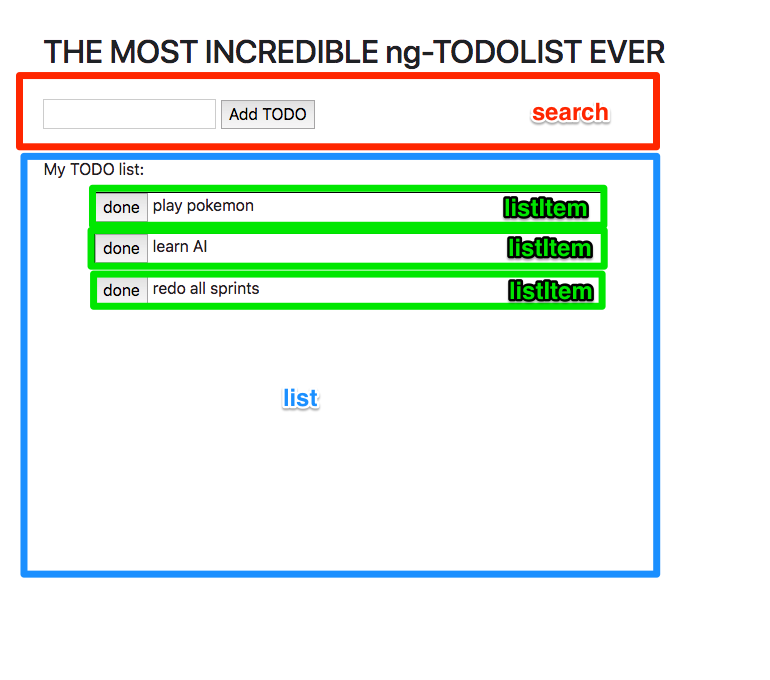 THE MOST INCREDIBLE ng-TODOLIST EVER
Add TODO search
My TODO list:
done play pokemon listItem
done learn AI listItem
done redo all sprints listItem
list